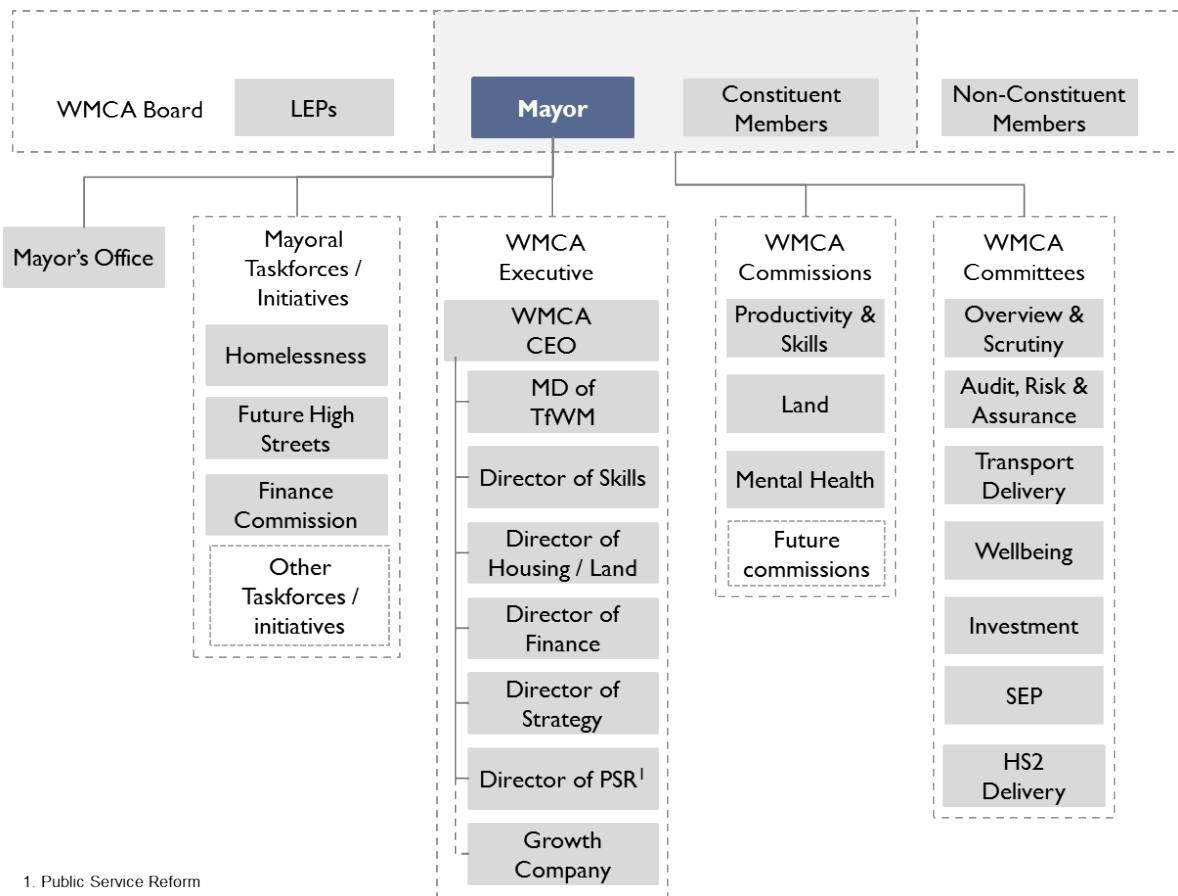 WMCA Board
LEPs
Mayor
Constituent
Members
Non-Constituent
Members
Mayor’s Office
Mayoral
Taskforces /
Initiatives
Homelessness
Future High
Streets
Finance
Commission
Other
Taskforces /
initiatives
WMCA
Executive
WMCA
CEO
MD of
TfWM
Director of Skills
Director of
Housing / Land
Director of
Finance
Director of
Strategy
Director of PSR¹
Growth
Company
WMCA
Commissions
Productivity &
Skills
Land
Mental Health
Future
commissions
WMCA
Committees
Overview &
Scrutiny
Audit, Risk &
Assurance
Transport
Delivery
Wellbeing
Investment
SEP
HS2
Delivery
1. Public Service Reform